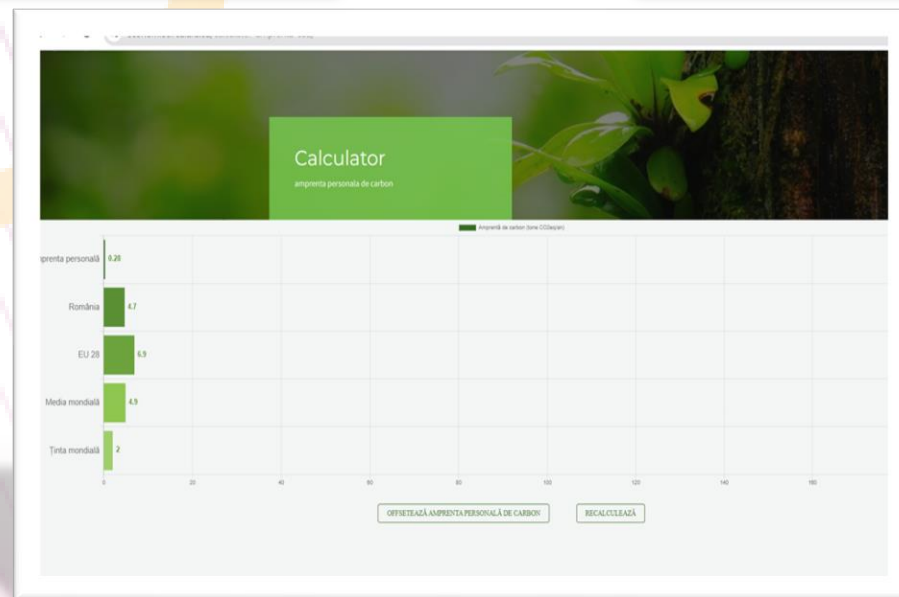 Calculator
amprenta personala de carbon
Amprentă de carbon (tone CO2eq/an)
prenta personală 0.28
România 4.7
EU 28 6.9
Media mondială 4.9
Ținta mondială 2
0 20 40 60 80 100 120 140 160
OFFSETEAZĂ AMPRENTA PERSONALĂ DE CARBON RECALCULEAZĂ